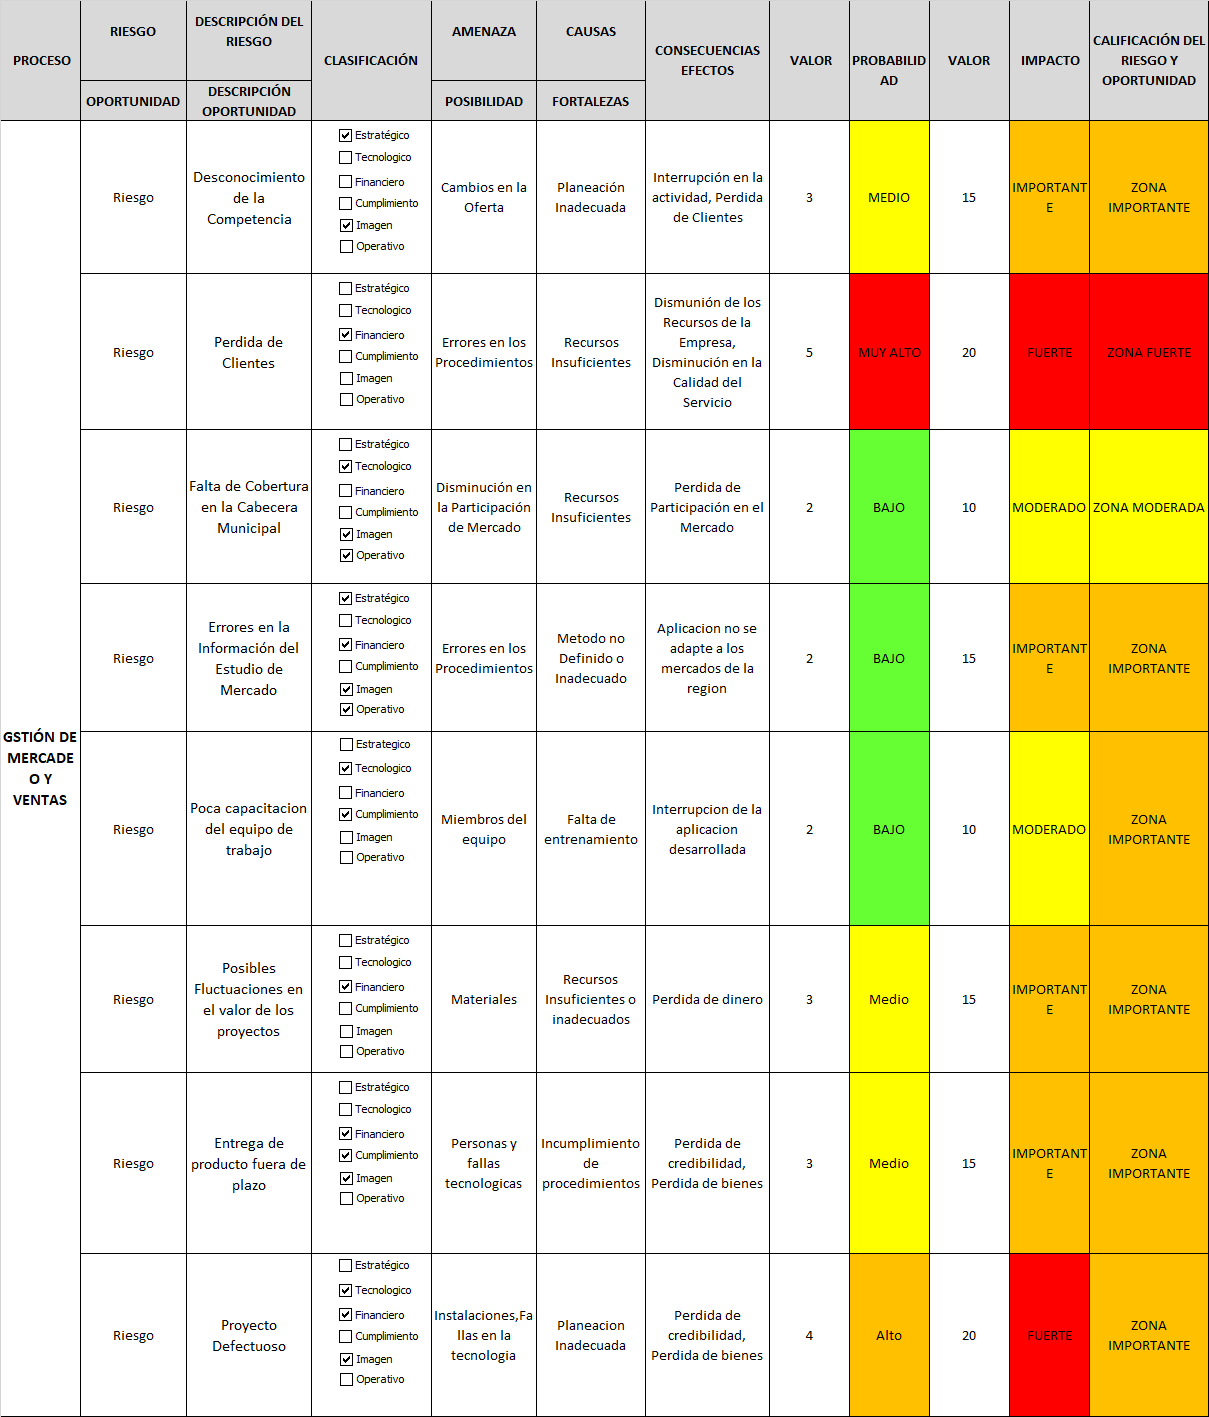 PROCESO
RIESGO
OPORTUNIDAD
DESCRIPCIÓN DEL
RIESGO
DESCRIPCIÓN
OPORTUNIDAD
CLASIFICACIÓN
AMENAZA
POSIBILIDAD
CAUSAS
FORTALEZAS
CONSECUENCIAS
EFECTOS
VALOR
PROBABILID
AD
VALOR
IMPACTO
CALIFICACIÓN DEL
RIESGO Y
OPORTUNIDAD
GSTIÓN DE
MERCADE
O Y
VENTAS
Riesgo
Desconocimiento
de la
Competencia
Estratégico
Tecnologico
Financiero
Cumplimiento
Imagen
Operativo
Cambios en la
Oferta
Planeación
Inadecuada
Interrupción en la
actividad, Perdida
de Clientes
3
MEDIO
15
IMPORTANT
E
ZONA
IMPORTANTE
Riesgo
Perdida de
Clientes
Estratégico
Tecnologico
Financiero
Cumplimiento
Imagen
Operativo
Errores en los
Procedimientos
Recursos
Insuficientes
Dismunión de los
Recursos de la
Empresa,
Disminución en la
Calidad del
Servicio
5
MUY ALTO
20
FUERTE
ZONA FUERTE
Riesgo
Falta de Cobertura
en la Cabecera
Municipal
Estratégico
Tecnologico
Financiero
Cumplimiento
Imagen
Operativo
Disminución en
la Participación
de Mercado
Recursos
Insuficientes
Perdida de
Participación en el
Mercado
2
BAJO
10
MODERADO
ZONA MODERADA
Riesgo
Errores en la
Información del
Estudio de
Mercado
Estratégico
Tecnologico
Financiero
Cumplimiento
Imagen
Operativo
Errores en los
Procedimientos
Metodo no
Definido o
Inadecuado
Aplicacion no se
adapte a los
mercados de la
region
2
BAJO
15
IMPORTANT
E
ZONA
IMPORTANTE
Riesgo
Poca capacitacion
del equipo de
trabajo
Estrategico
Tecnologico
Financiero
Cumplimiento
Imagen
Operativo
Miembros del
equipo
Falta de
entrenamiento
Interrupcion de la
aplicacion
desarrollada
2
BAJO
10
MODERADO
ZONA
IMPORTANTE
Riesgo
Posibles
Fluctuaciones en
el valor de los
proyectos
Estratégico
Tecnologico
Financiero
Cumplimiento
Imagen
Operativo
Materiales
Recursos
Insuficientes o
inadecuados
Perdida de dinero
3
Medio
15
IMPORTANT
E
ZONA
IMPORTANTE
Riesgo
Entrega de
producto fuera de
plazo
Estratégico
Tecnologico
Financiero
Cumplimiento
Imagen
Operativo
Personas y
fallas
tecnologicas
Incumplimiento
de
procedimientos
Perdida de
credibilidad,
Perdida de bienes
3
Medio
15
IMPORTANT
E
ZONA
IMPORTANTE
Riesgo
Proyecto
Defectuoso
Estratégico
Tecnologico
Financiero
Cumplimiento
Imagen
Operativo
Instalaciones,Fa
llas en la
tecnologia
Planeacion
Inadecuada
Perdida de
credibilidad,
Perdida de bienes
4
Alto
20
FUERTE
ZONA
IMPORTANTE